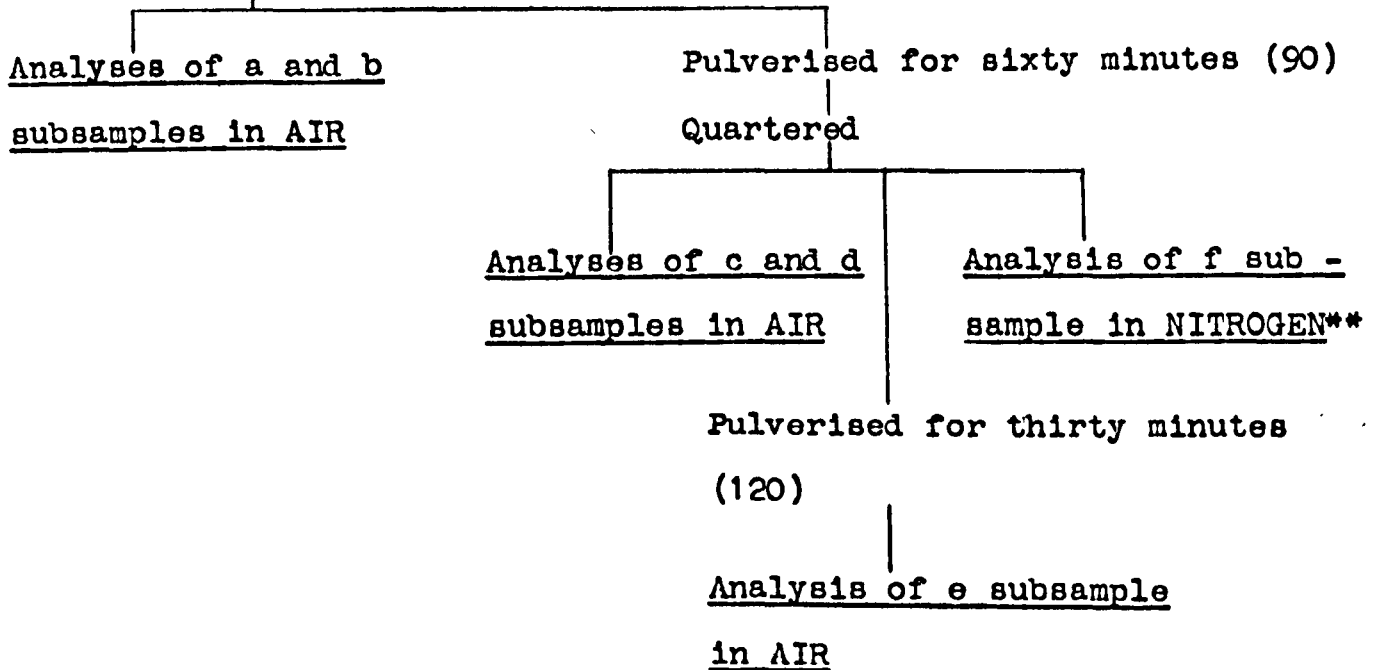 Analyses of a and b
subsamples in AIR
Pulverised for sixty minutes (90)
Quartered
Analyses of c and d
subsamples in AIR
Analysis of f sub -
sample in NITROGEN**
Pulverised for thirty minutes
(120)
Analysis of e subsample
in AIR